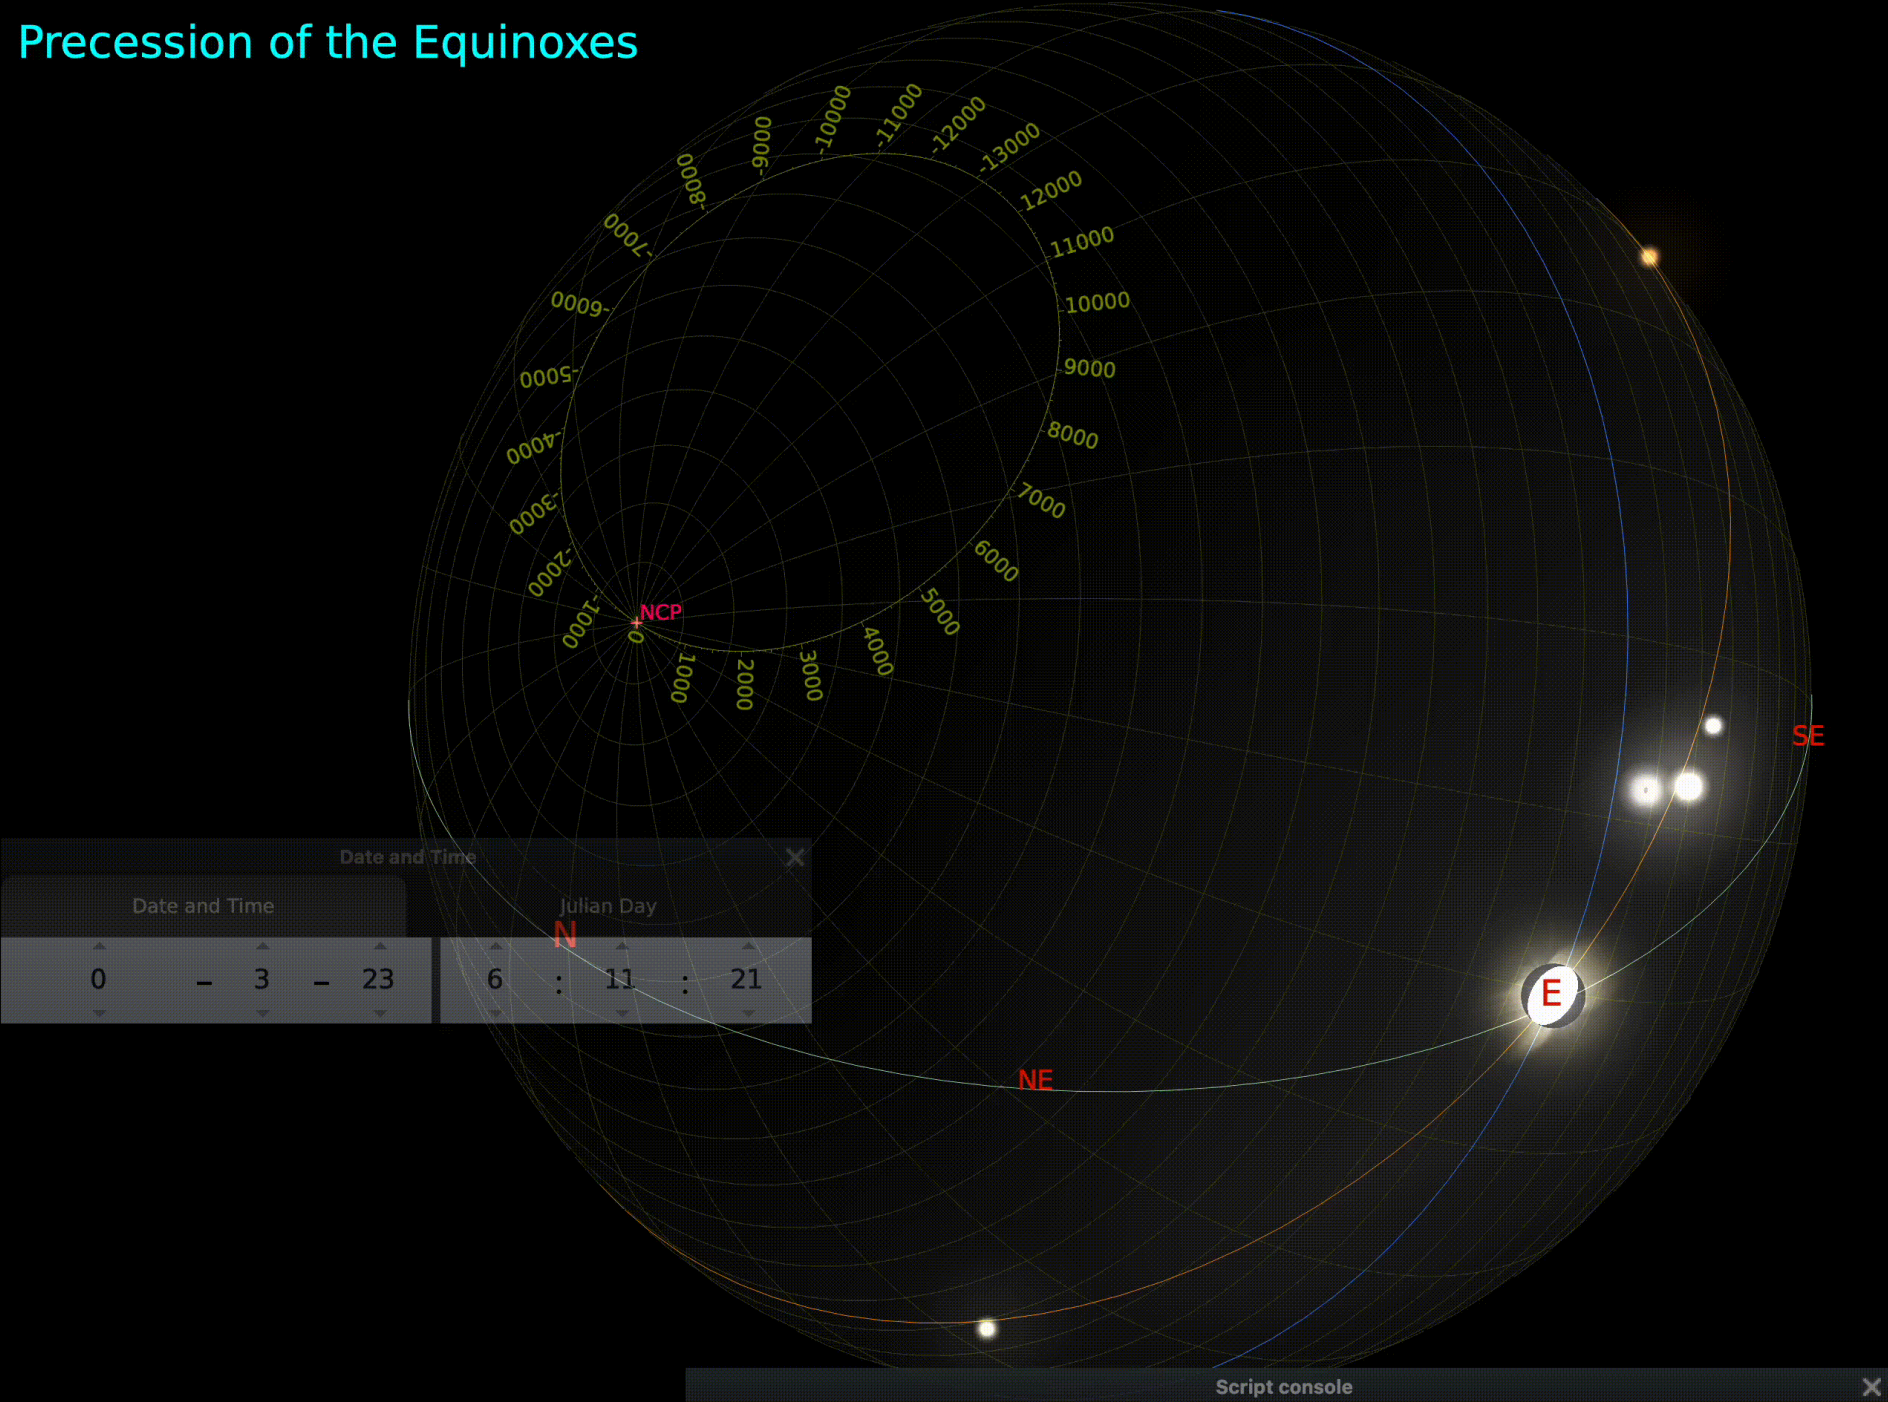 Precession of the Equinoxes
-10000
-11000
-12000
-13000
-9000
-8000
-7000
12000
11000
10000
9000
8000
7000
6000
5000
4000
3000
2000
1000
0
-6000
-5000
-4000
-3000
-2000
-1000
NCP
SE
E
NE
N
Date and Time
Date and Time
Julian Day
0 – 3 – 23 6 : 11 : 21
Script console